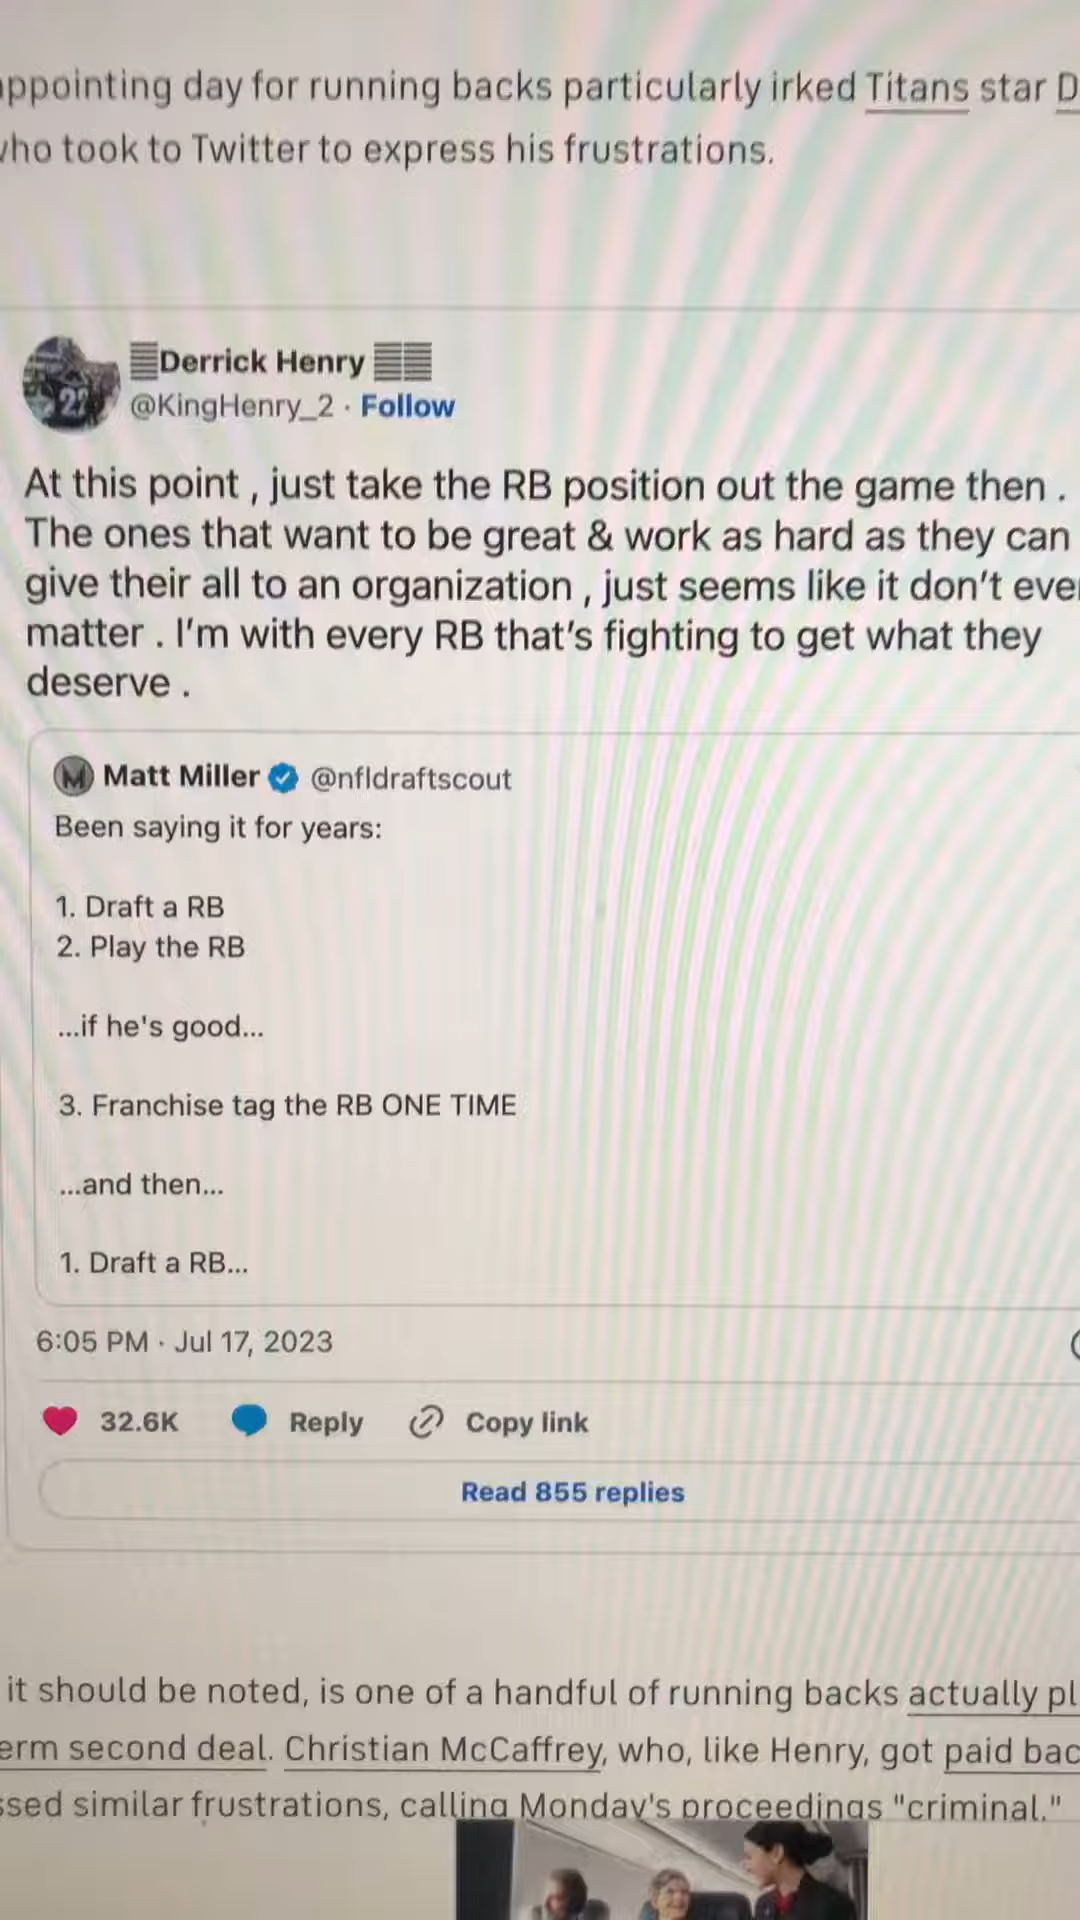 day for running backs particularly irked Titans star
who took to Twitter to express his frustrations.
Derrick Henry
@KingHenry_2 · Follow
At this point , just take the RB position out the game then .
The ones that want to be great & work as hard as they can
give their all to an organization , just seems like it don't
matter . I'm with every RB that's fighting to get what they
deserve .
M Matt Miller @nfldraftscout
Been saying it for years:
1. Draft a RB
2. Play the RB
...if he's good...
3. Franchise tag the RB ONE TIME
...and then...
1. Draft a RB...
6:05 PM · Jul 17, 2023
32.6K Reply Copy link
Read 855 replies
it should be noted, is one of a handful of running backs actually
second deal. Christian McCaffrey, who, like Henry, got paid
similar frustrations, calling Monday's proceedings "criminal."